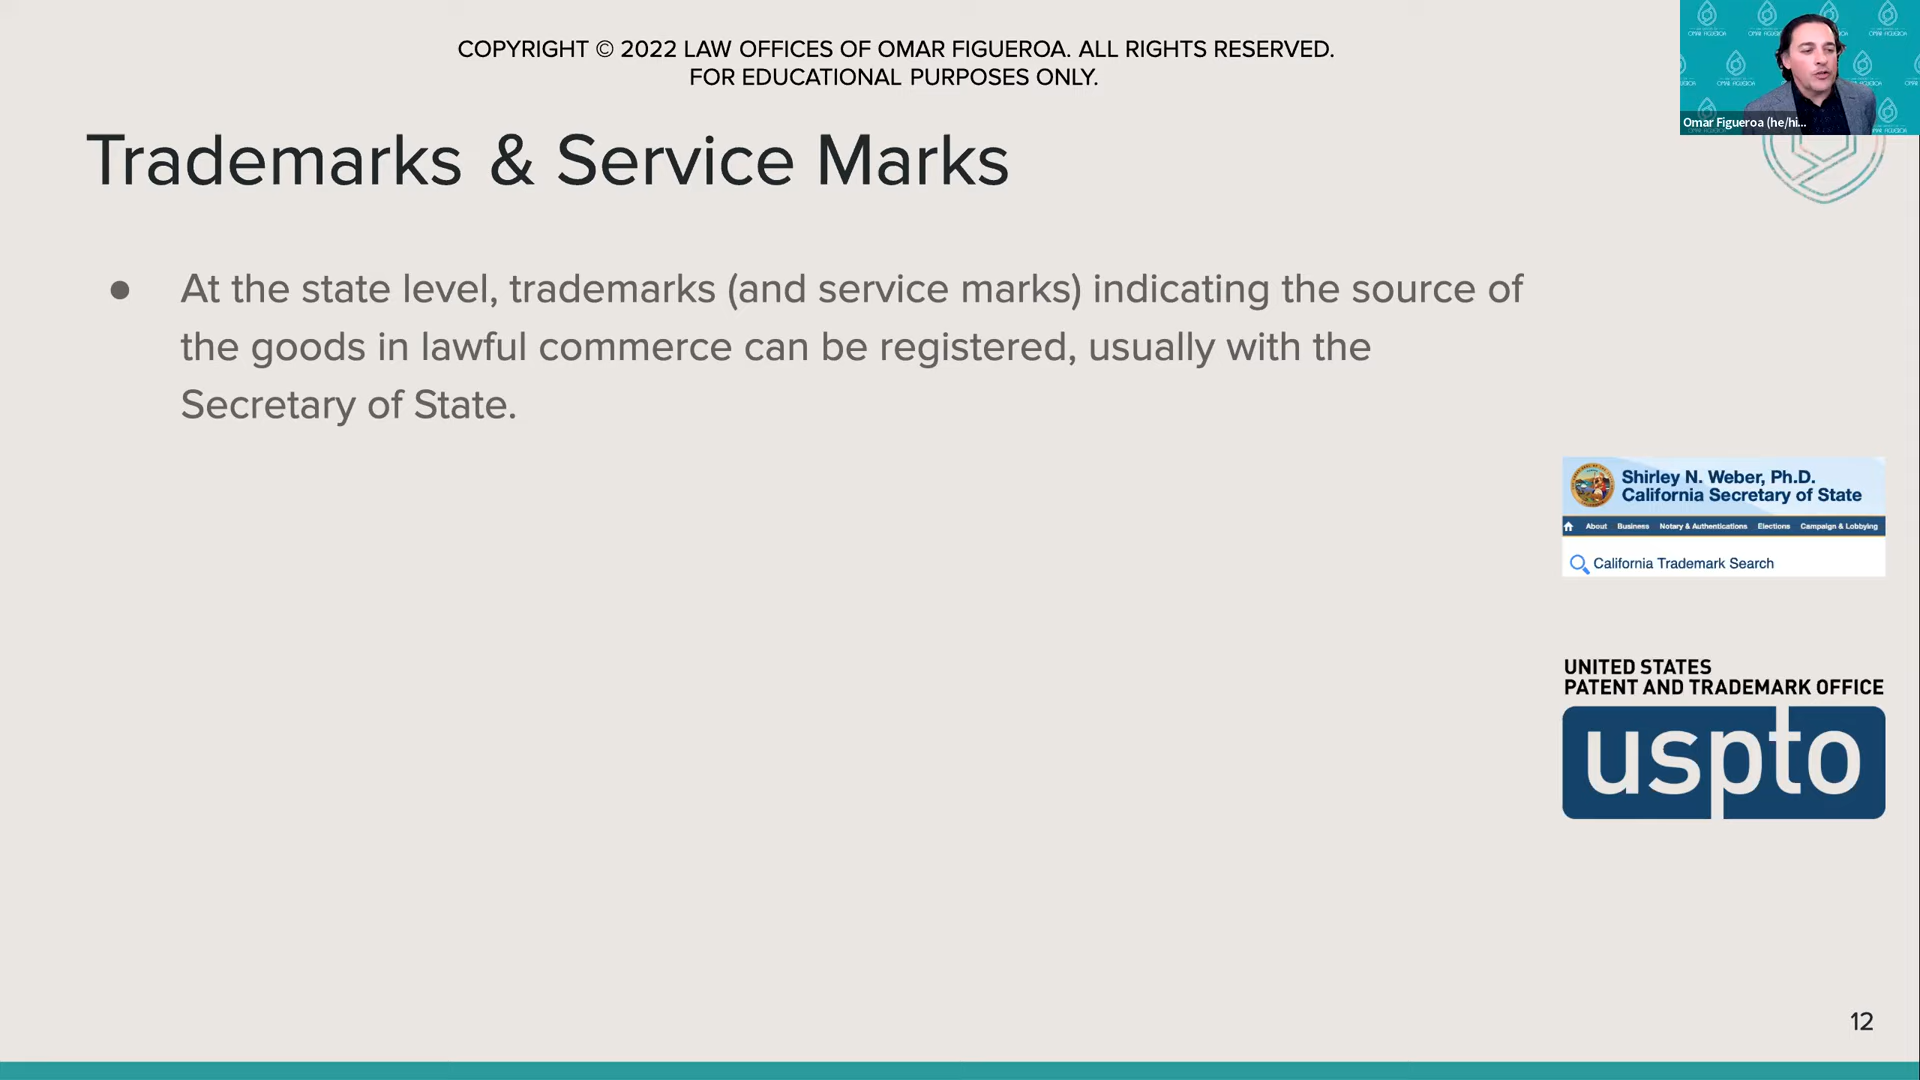 COPYRIGHT © 2022 LAW OFFICES OF OMAR FIGUEROA. ALL RIGHTS RESERVED.
FOR EDUCATIONAL PURPOSES ONLY.
Omar Figueroa (he/hi...
Trademarks & Service Marks
● At the state level, trademarks (and service marks) indicating the source of
the goods in lawful commerce can be registered, usually with the
Secretary of State.
Shirley N. Weber, Ph.D.
California Secretary of State
About Business Notary & Authentications Elections Campaign & Lobbying
California Trademark Search
UNITED STATES
PATENT AND TRADEMARK OFFICE
uspto
12